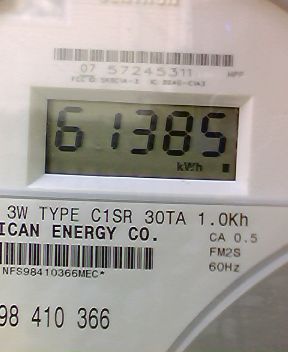 07 57245311 HPF
61385
kWh
3W TYPE C1SR 30TA 1.0Kh
ICAN ENERGY CO.
CA 0.5
FM2S
60Hz
NFS98410366MEC*
98 410 366